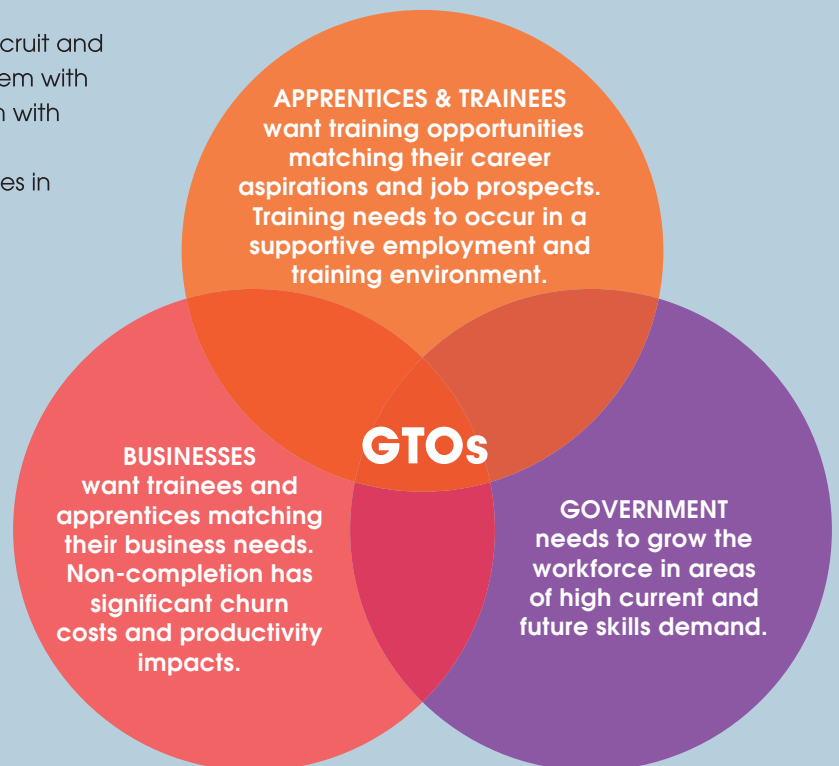 cruit and
em with
with
es in
APPRENTICES & TRAINEES
want training opportunities
matching their career
aspirations and job prospects.
Training needs to occur in a
supportive employment and
training environment.
GTOs
BUSINESSES
want trainees and
apprentices matching
their business needs.
Non-completion has
significant churn
costs and productivity
impacts.
GOVERNMENT
needs to grow the
workforce in areas
of high current and
future skills demand.